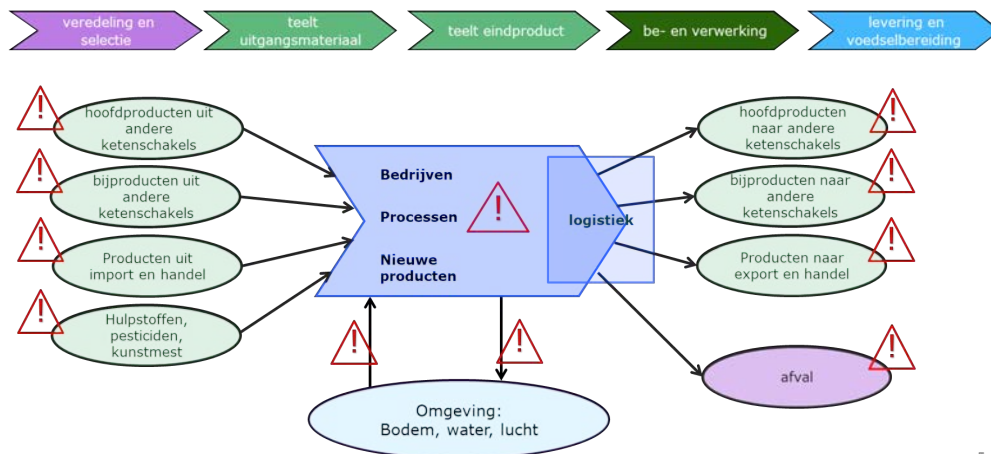 veredeling en
selectie
teelt
uitgangsmateriaal
teelt eindproduct
be- en verwerking
levering en
voedselbereiding
hoofdproducten uit
andere
ketenschakels
bijproducten uit
andere
ketenschakels
Producten uit
import en handel
Hulpstoffen,
pesticiden,
kunstmest
Bedrijven
Processen
Nieuwe
producten
logistiek
hoofdproducten
naar andere
ketenschakels
bijproducten naar
andere
ketenschakels
Producten naar
export en handel
afval
Omgeving:
Bodem, water, lucht